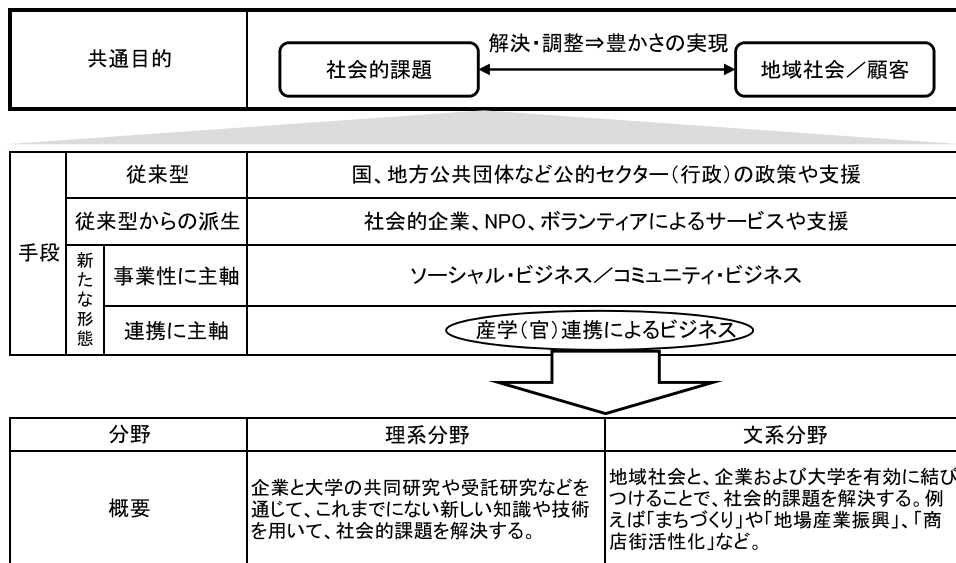 共通目的
解決・調整⇒豊かさの実現
社会的課題
地域社会／顧客
手段
従来型
国、地方公共団体など公的セクター（行政）の政策や支援
従来型からの派生
社会的企業、NPO、ボランティアによるサービスや支援
新たな形態
事業性に主軸
ソーシャル・ビジネス／コミュニティ・ビジネス
連携に主軸
産学（官）連携によるビジネス
分野
理系分野
文系分野
概要
企業と大学の共同研究や受託研究などを
通じて、これまでにない新しい知識や技術
を用いて、社会的課題を解決する。
地域社会と、企業および大学を有効に結び
つけることで、社会的課題を解決する。例
えば「まちづくり」や「地場産業振興」、「商
店街活性化」など。